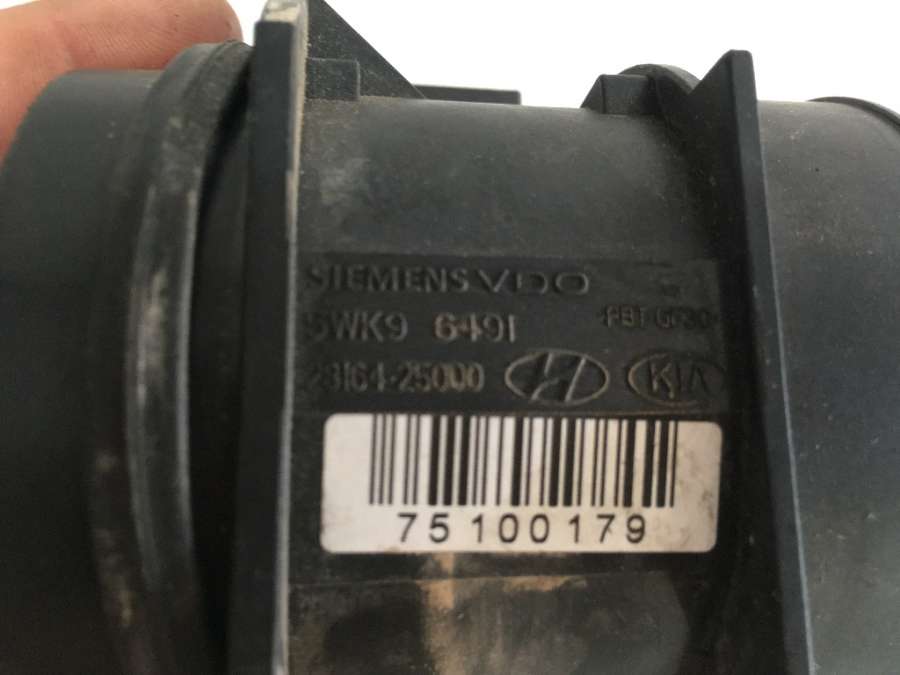 SIEMENS VDO
5WK9 6491
28164-25000
KIA
75100179